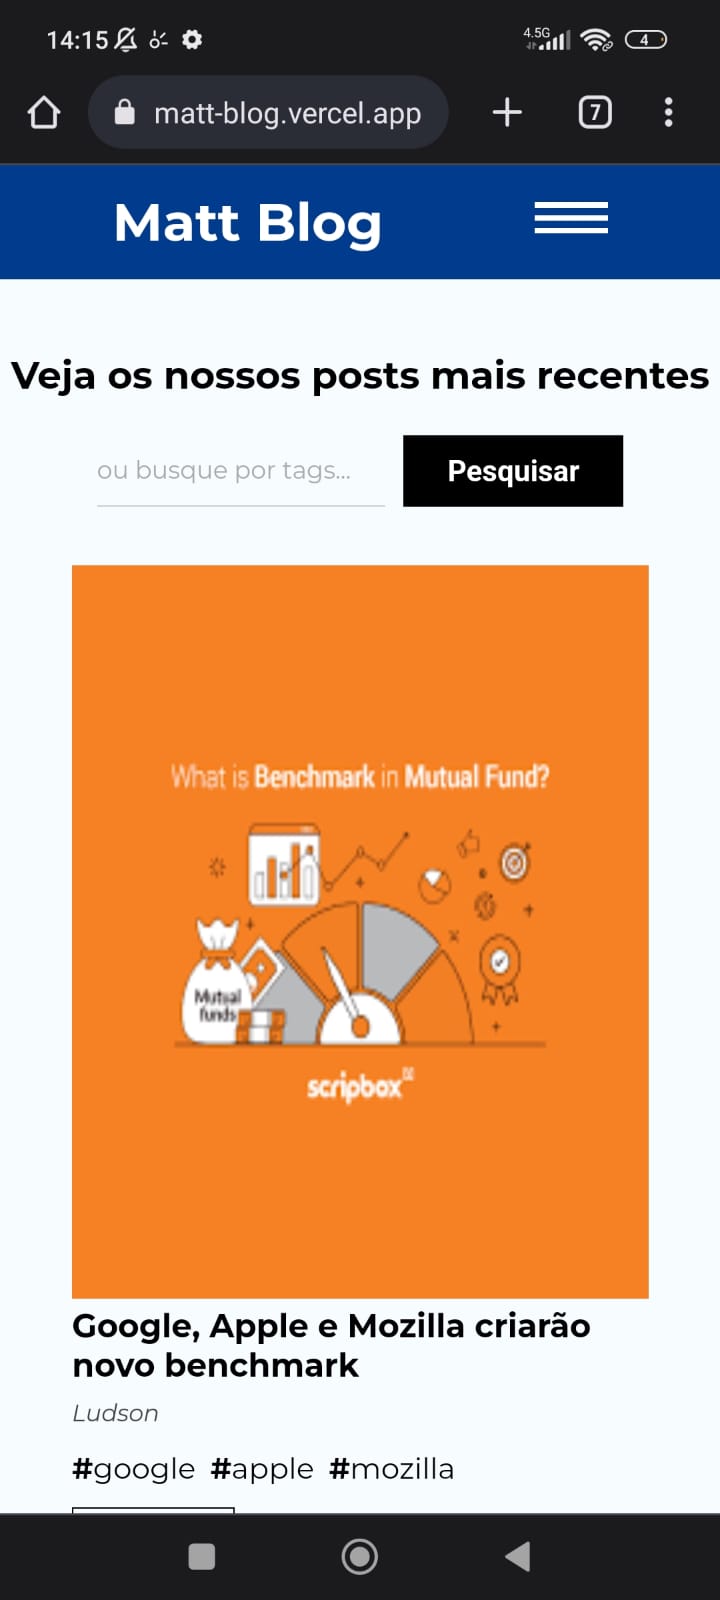 14:15
4.5G
4
matt-blog.vercel.app
7
Matt Blog
Veja os nossos posts mais recentes
ou busque por tags...
Pesquisar
What is Benchmark in Mutual Fund?
Mutual
funds
scripbox
Google, Apple e Mozilla criarão
novo benchmark
Ludson
#google #apple #mozilla